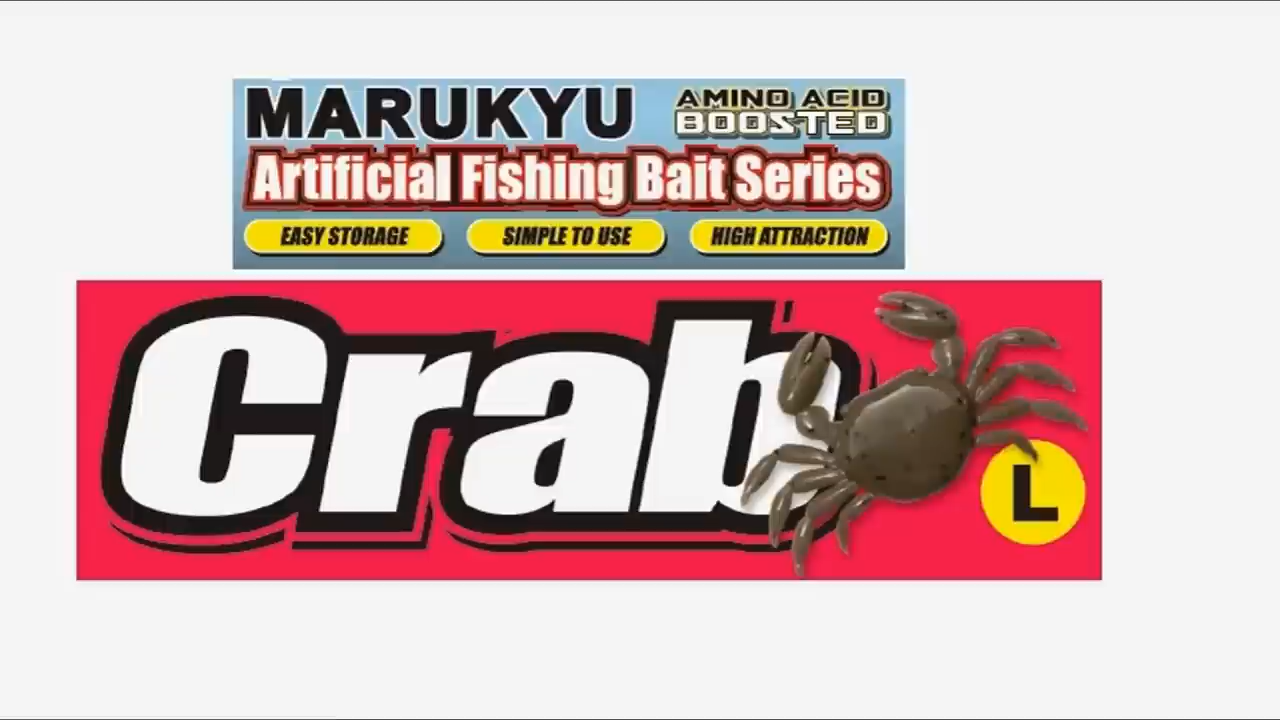 MARUKYU
AMINO ACID
BOOSTED
Artificial Fishing Bait Series
EASY STORAGE
SIMPLE TO USE
HIGH ATTRACTION
Crab
L